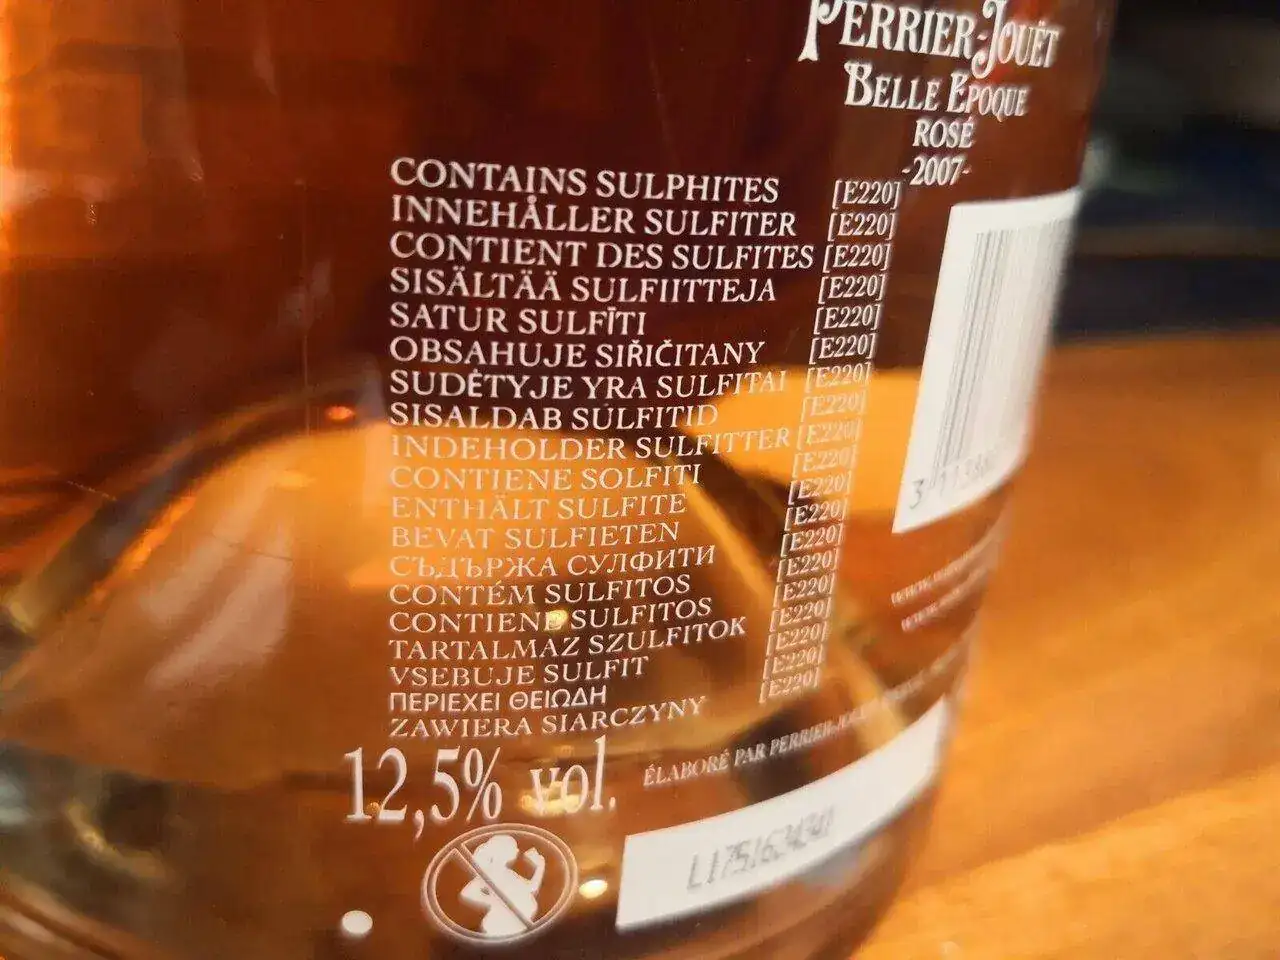 PERRIER-JOUËT
BELLE EPOQUE
ROSÉ
-2007-
CONTAINS SULPHITES [E220]
INNEHÅLLER SULFITER [E220]
CONTIENT DES SULFITES [E220]
SISÄLTÄÄ SULFIITTEJA [E220]
SATUR SULFĪTI [E220]
OBSAHUJE SIŘIČITANY [E220]
SUDĖTYJE YRA SULFITAI [E220]
SISALDAB SULFITID [E220]
INDEHOLDER SULFITTER [E220]
CONTIENE SOLFITI [E220]
ENTHÄLT SULFITE [E220]
BEVAT SULFIETEN [E220]
СЪДЪРЖА СУЛФИТИ [E220]
CONTÉM SULFITOS [E220]
CONTIENE SULFITOS [E220]
TARTALMAZ SZULFITOK [E220]
VSEBUJE SULFIT [E220]
ΠΕΡΙΕΧΕΙ ΘΕΙΩΔΗ [E220]
ZAWIERA SIARCZYNY [E220]
12,5% vol.
ÉLABORÉ PAR PERRIER-JOUËT